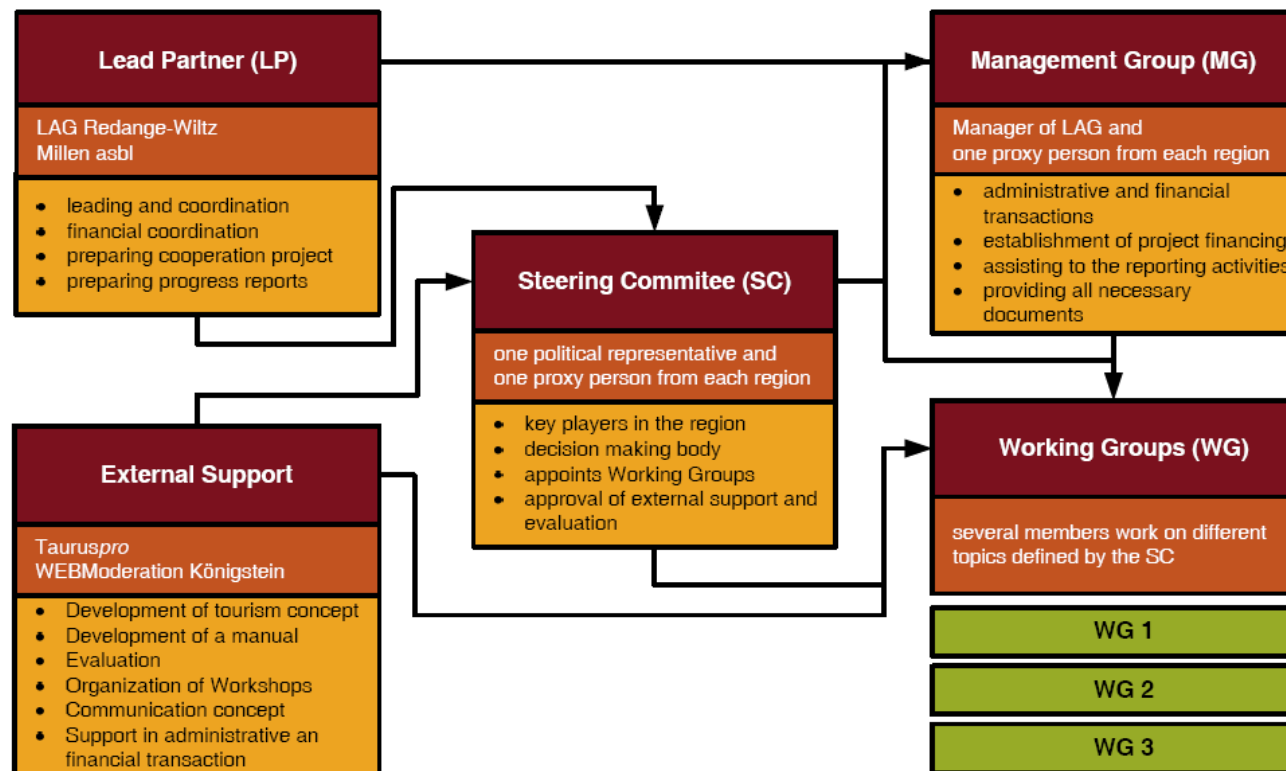 Lead Partner (LP)
LAG Redange-Wiltz
Millen asbl
• leading and coordination
• financial coordination
• preparing cooperation project
• preparing progress reports
External Support
Tauruspro
WEBModeration Königstein
• Development of tourism concept
• Development of a manual
• Evaluation
• Organization of Workshops
• Communication concept
• Support in administrative an
financial transaction
Steering Commitee (SC)
one political representative and
one proxy person from each region
• key players in the region
• decision making body
• appoints Working Groups
• approval of external support and
evaluation
Management Group (MG)
Manager of LAG and
one proxy person from each region
• administrative and financial
transactions
• establishment of project financing
• assisting to the reporting activities
• providing all necessary
documents
Working Groups (WG)
several members work on different
topics defined by the SC
WG 1
WG 2
WG 3